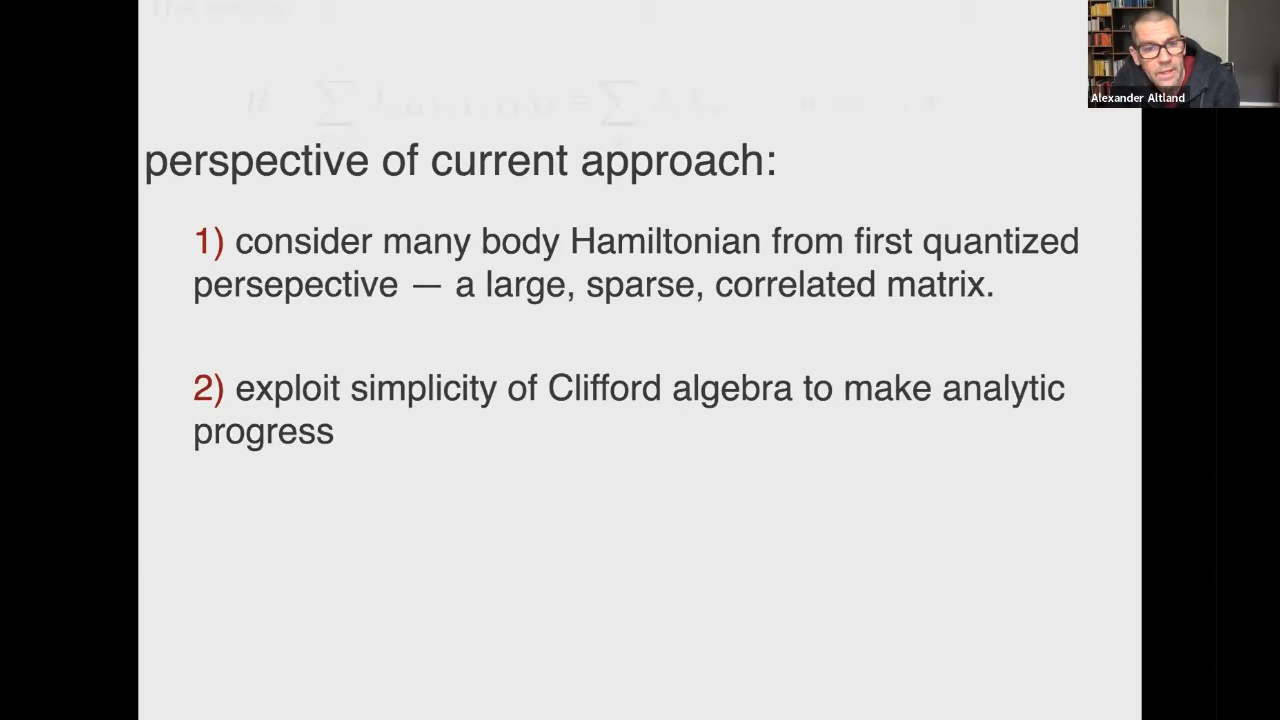 Alexander Altland
perspective of current approach:
1) consider many body Hamiltonian from first quantized
persepective — a large, sparse, correlated matrix.
2) exploit simplicity of Clifford algebra to make analytic
progress